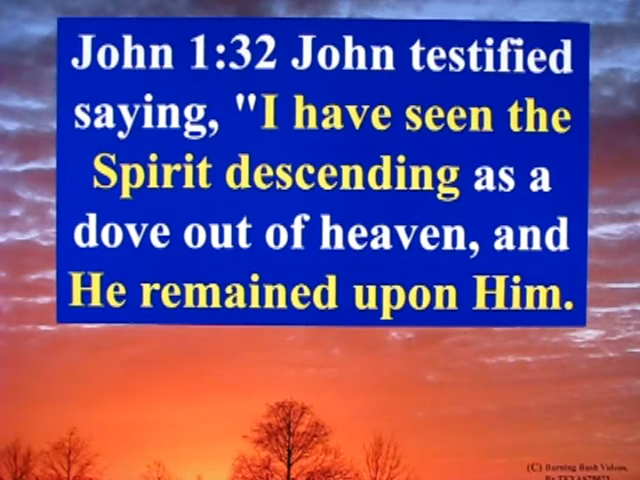 John 1:32 John testified
saying, "I have seen the
Spirit descending as a
dove out of heaven, and
He remained upon Him.
(C) Burning Bush Videos.
By